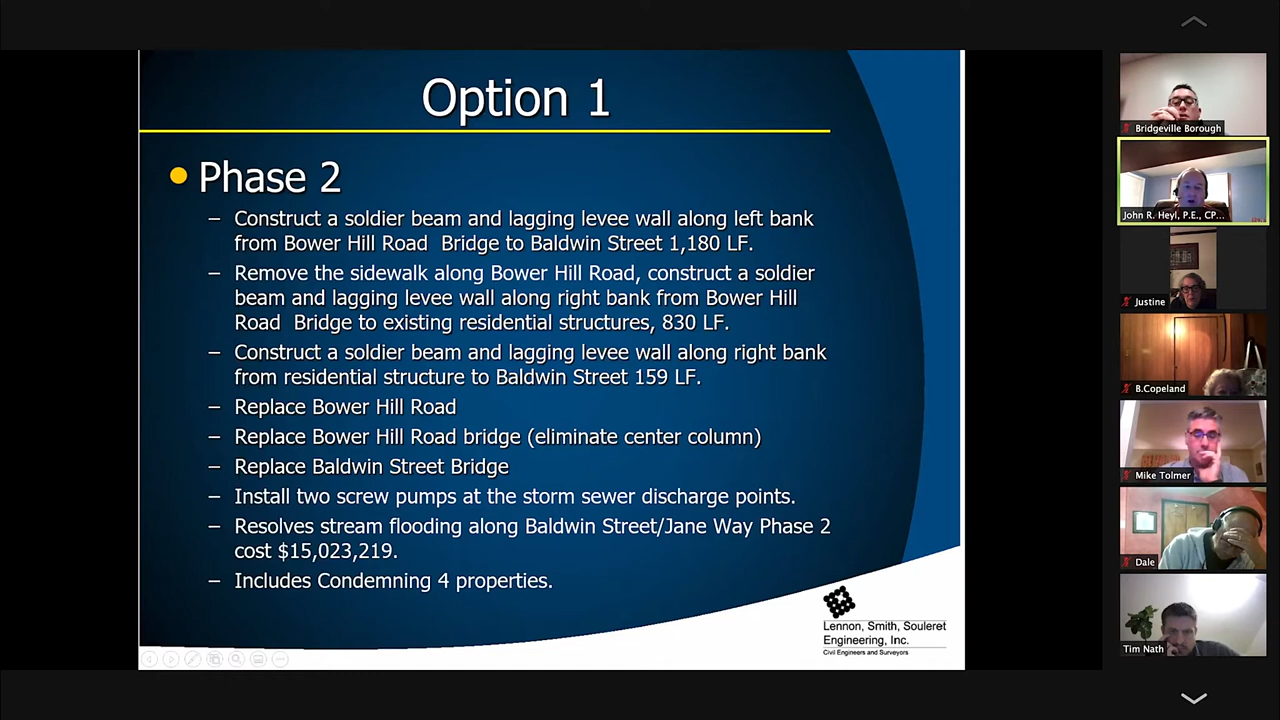 Option 1
Phase 2
– Construct a soldier beam and lagging levee wall along left bank
from Bower Hill Road Bridge to Baldwin Street 1,180 LF.
– Remove the sidewalk along Bower Hill Road, construct a soldier
beam and lagging levee wall along right bank from Bower Hill
Road Bridge to existing residential structures, 830 LF.
– Construct a soldier beam and lagging levee wall along right bank
from residential structure to Baldwin Street 159 LF.
– Replace Bower Hill Road
– Replace Bower Hill Road bridge (eliminate center column)
– Replace Baldwin Street Bridge
– Install two screw pumps at the storm sewer discharge points.
– Resolves stream flooding along Baldwin Street/Jane Way Phase 2
cost $15,023,219.
– Includes Condemning 4 properties.
Lennon, Smith, Souleret
Engineering, Inc.
Civil Engineers and Surveyors
Bridgeville Borough
John R. Heyl, P.E., CP...
Justine
B.Copeland
Mike Tolmer
Dale
Tim Nath